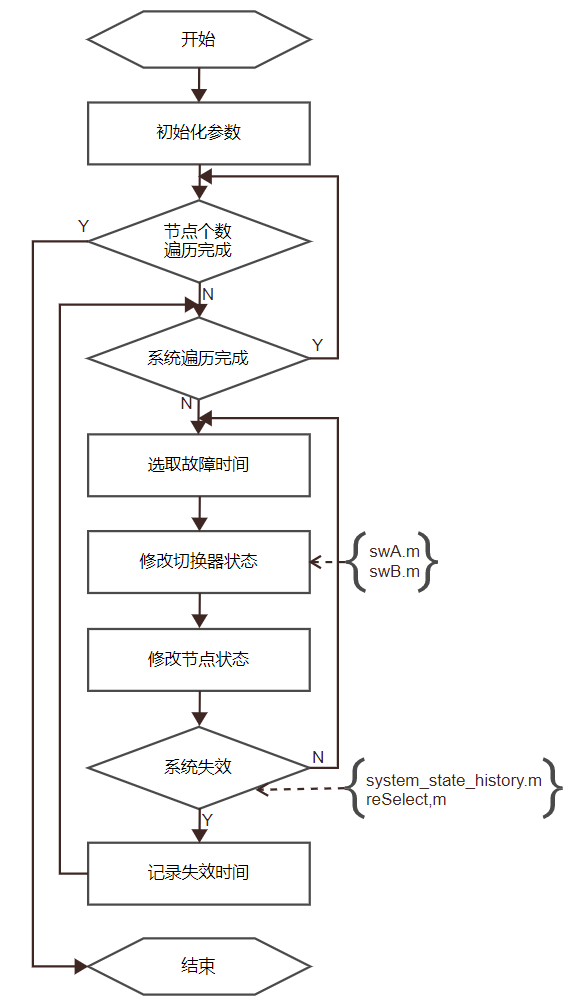 开始
初始化参数
Y
节点个数
遍历完成
N
系统遍历完成
Y
N
选取故障时间
修改切换器状态
swA.m
swB.m
修改节点状态
系统失效
N
system_state_history.m
reSelect,m
Y
记录失效时间
结束